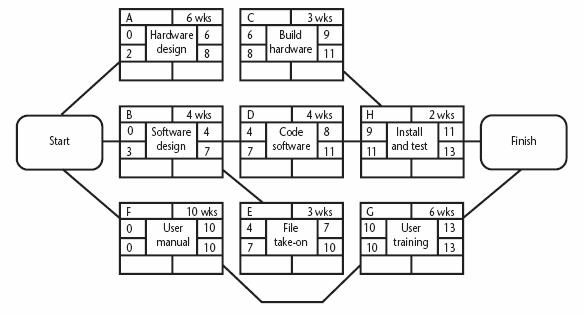 A 6 wks
0 Hardware 6
2 design 8
C 3 wks
6 Build 9
8 hardware 11
Start
B 4 wks
0 Software 4
3 design 7
D 4 wks
4 Code 8
7 software 11
H 2 wks
9 Install 11
11 and test 13
Finish
F 10 wks
0 User 10
0 manual 10
E 3 wks
4 File 7
7 take-on 10
G 6 wks
10 User 13
10 training 13